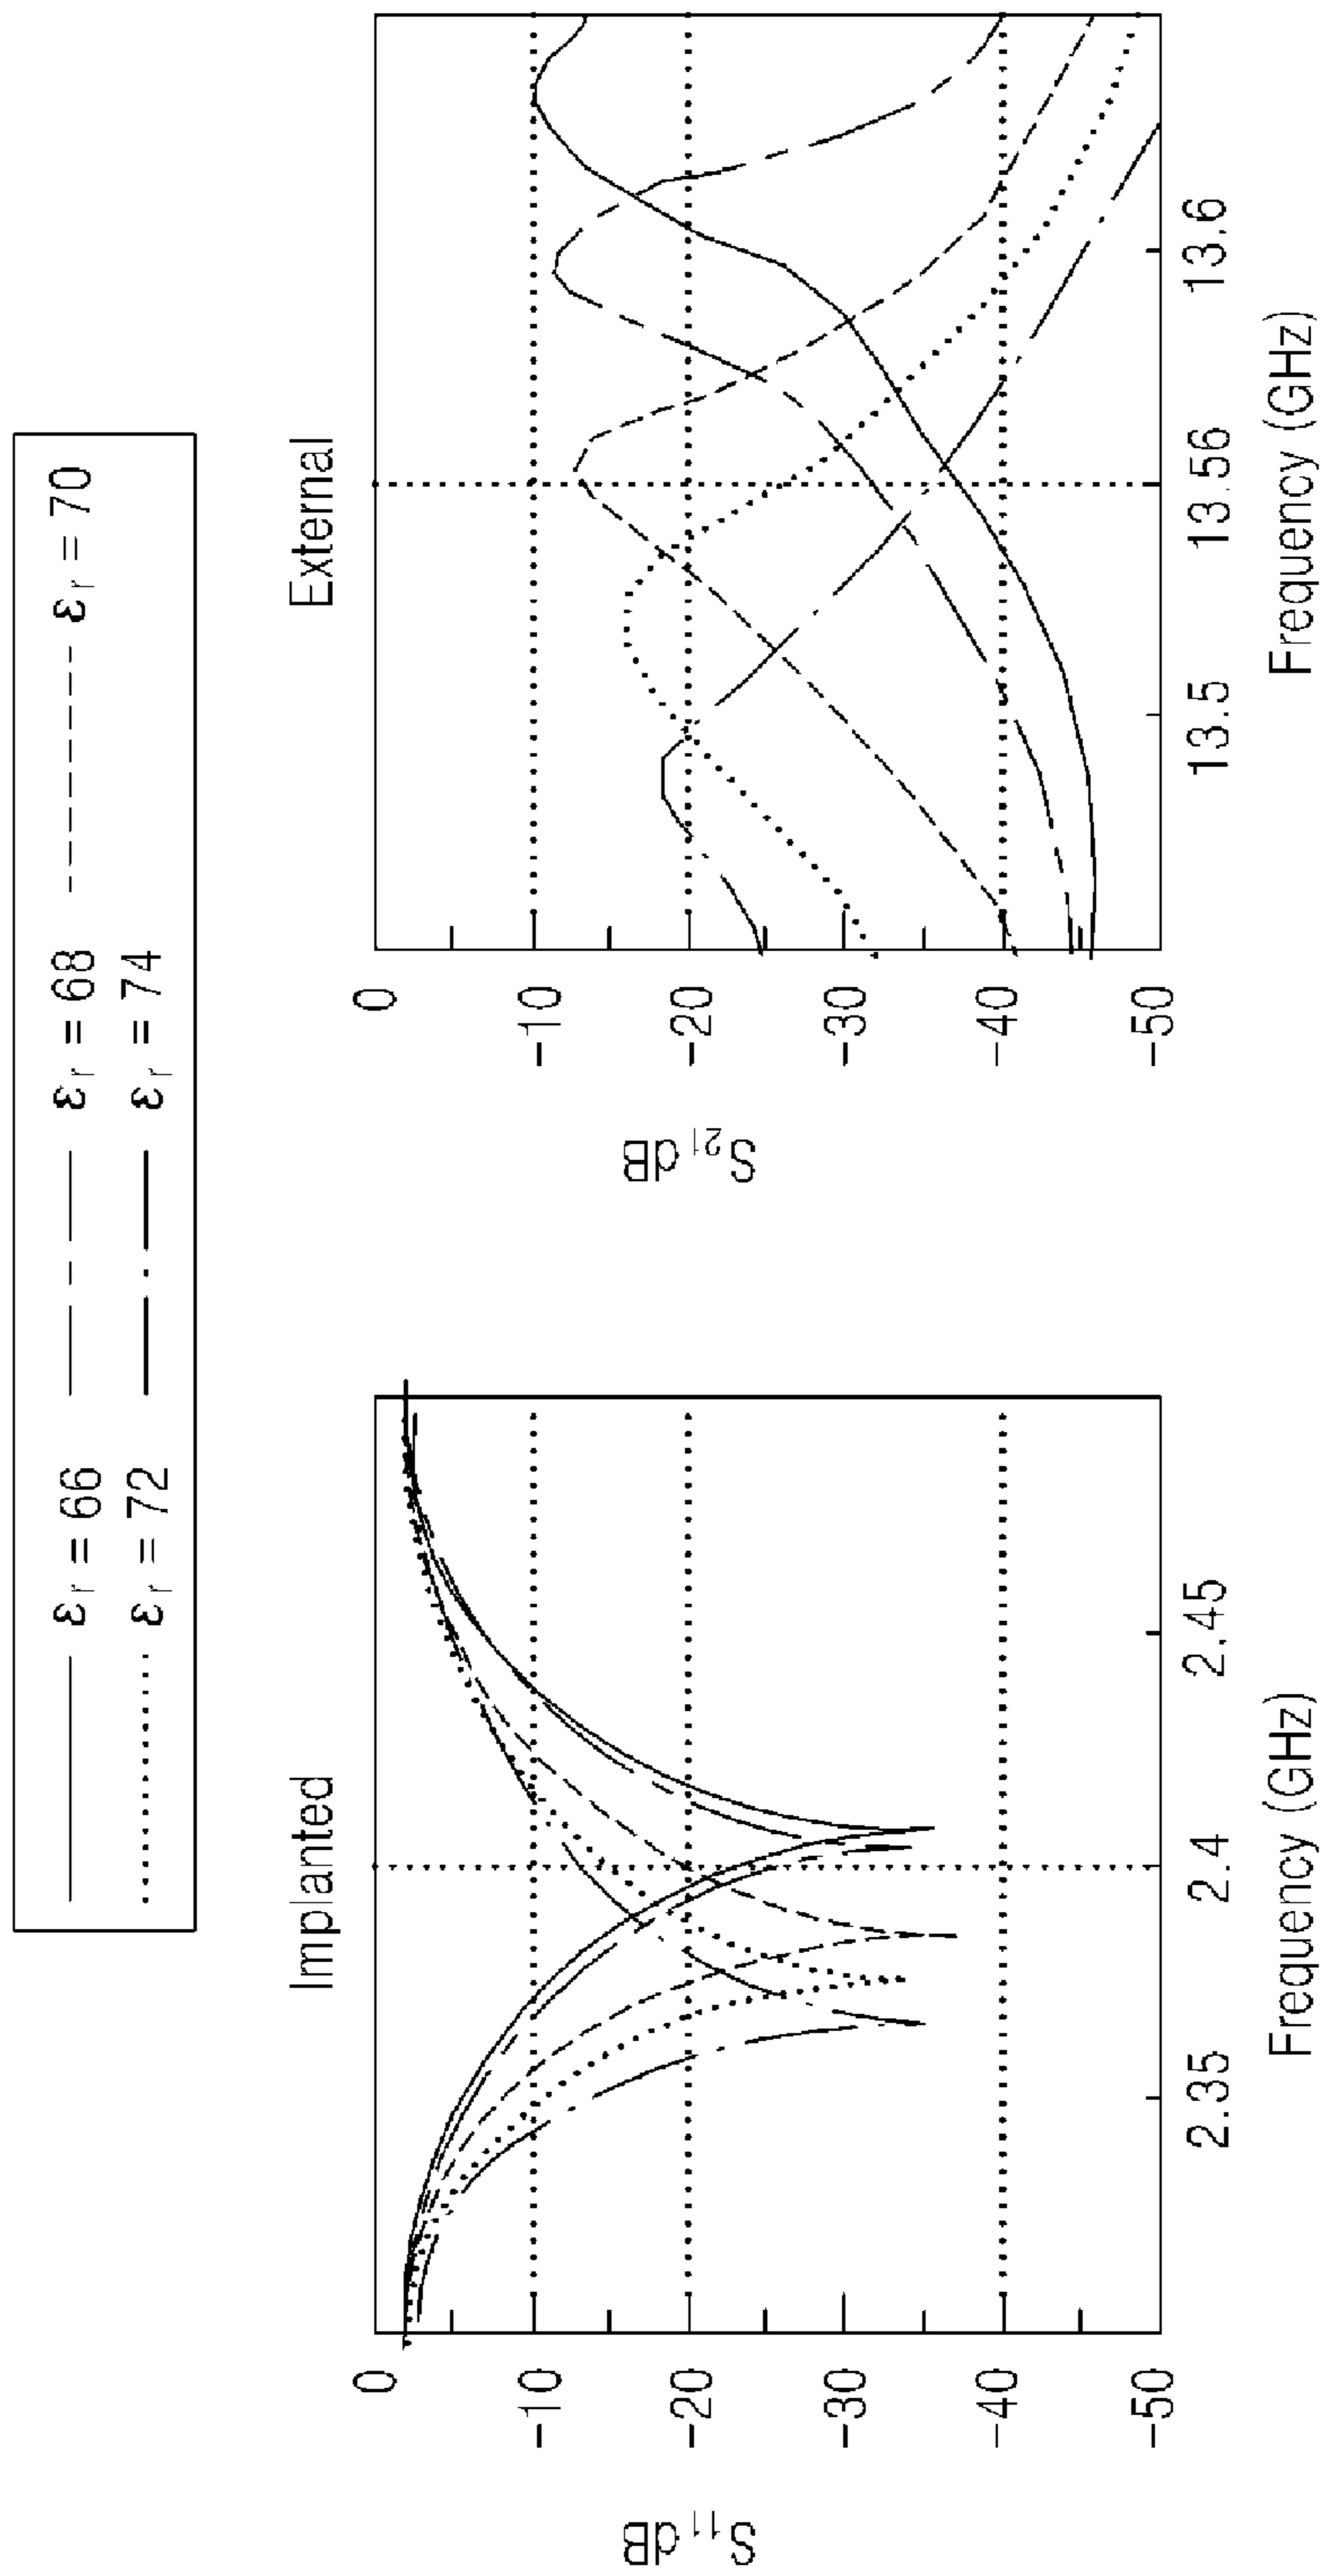 εr = 66 εr = 68 εr = 70
εr = 72 εr = 74
Implanted
S11 dB
0
-10
-20
-30
-40
-50
2.35 2.4 2.45
Frequency (GHz)
External
S21 dB
0
-10
-20
-30
-40
-50
13.5 13.56 13.6
Frequency (GHz)